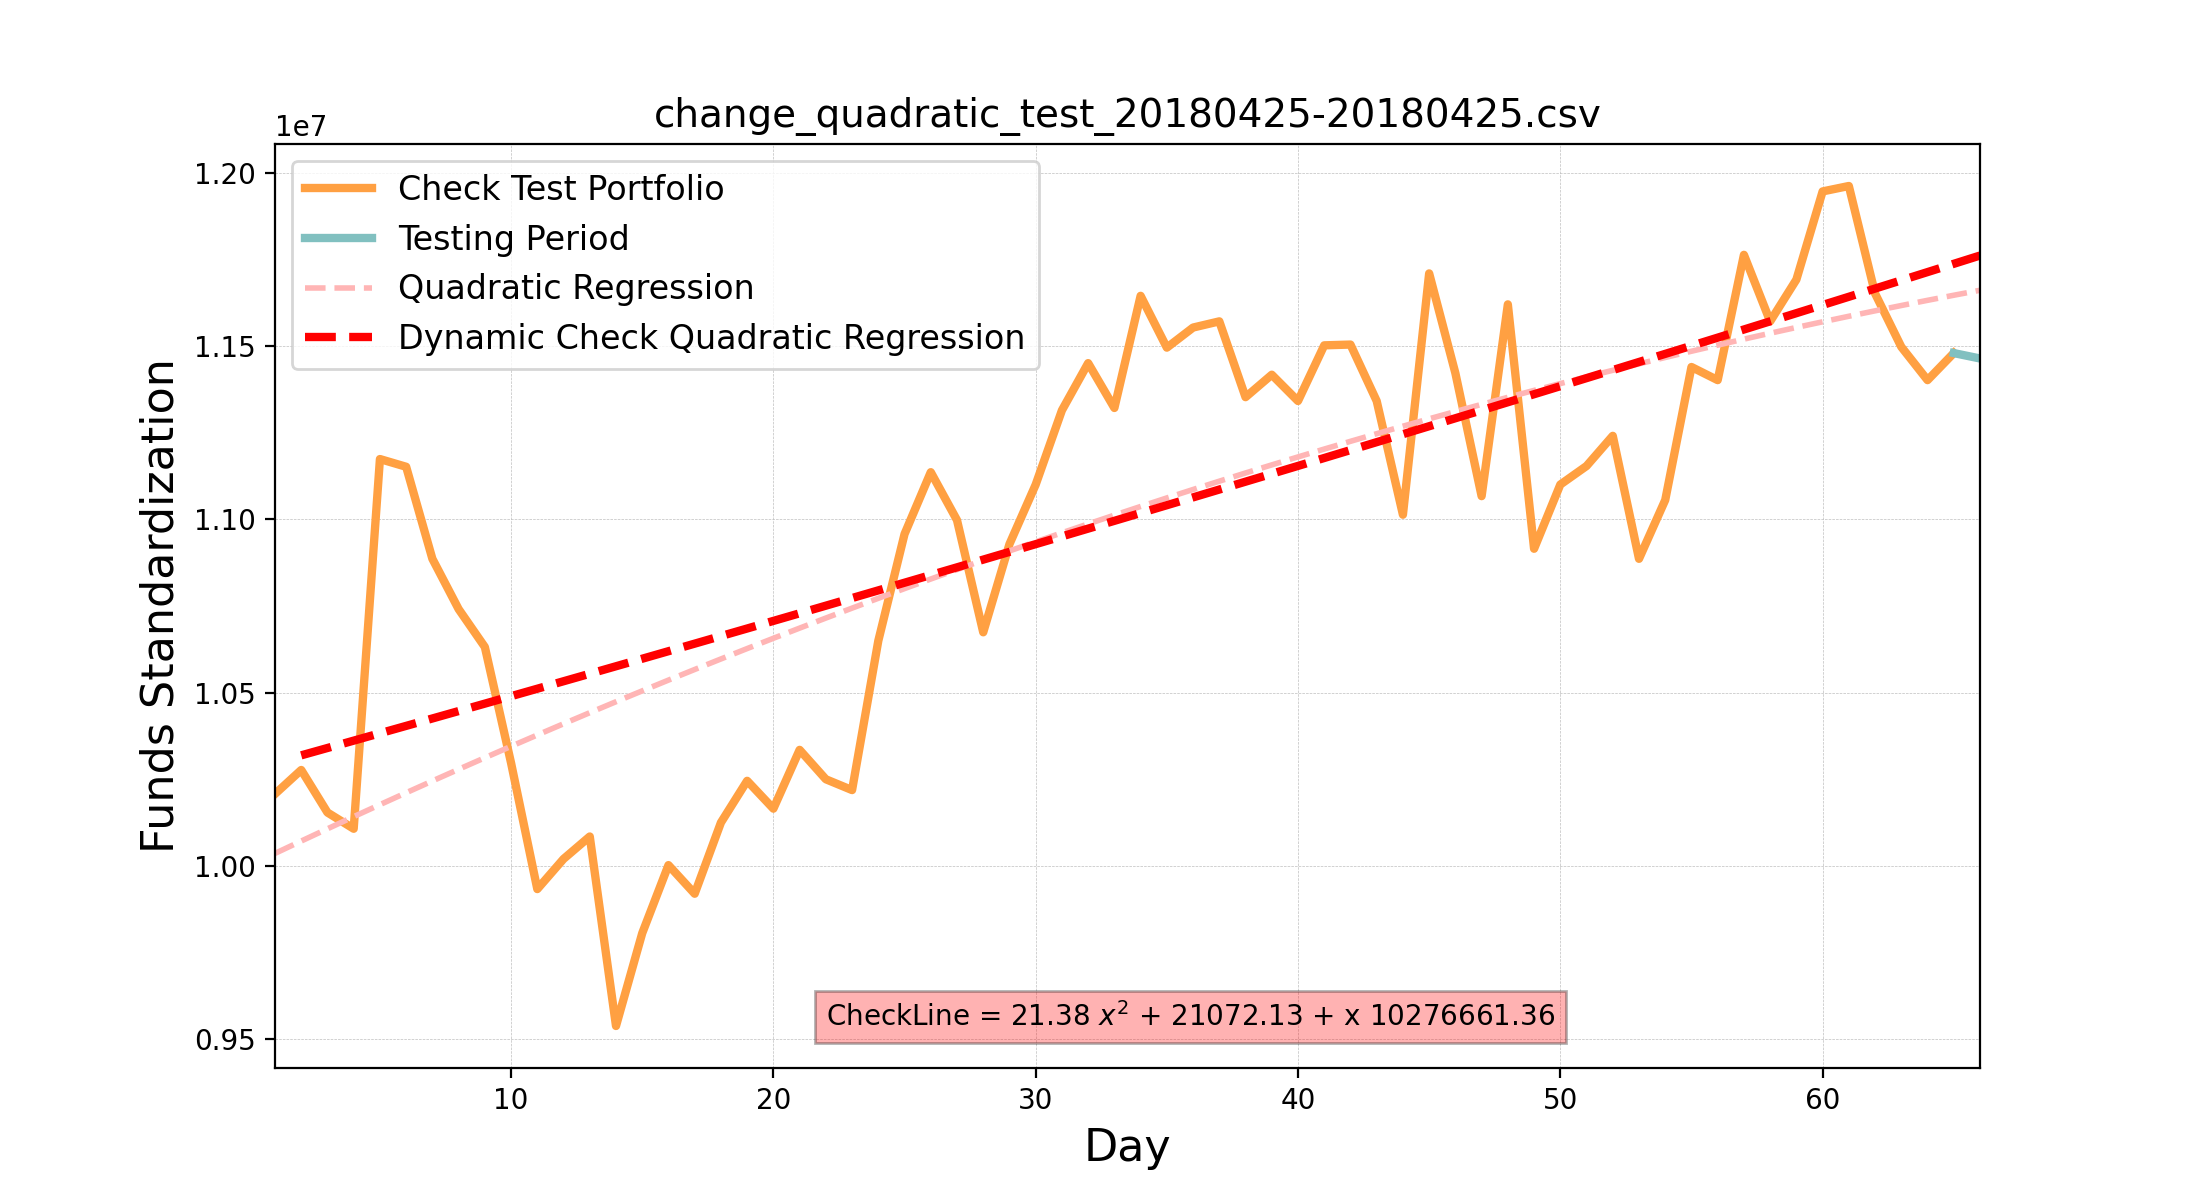 change_quadratic_test_20180425-20180425.csv
1e7
Check Test Portfolio
Testing Period
Quadratic Regression
Dynamic Check Quadratic Regression
1.20
1.15
1.10
1.05
1.00
0.95
Funds Standardization
CheckLine = 21.38 x² + 21072.13 + x 10276661.36
10 20 30 40 50 60
Day